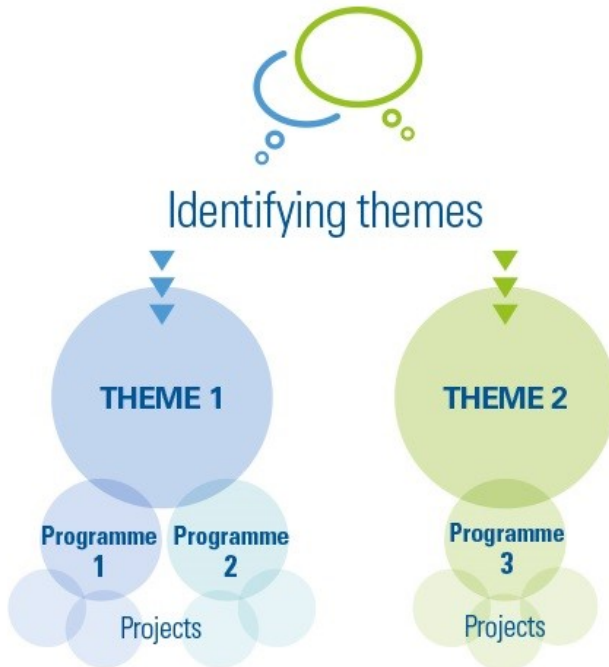 Identifying themes
THEME 1
THEME 2
Programme
1
Programme
2
Programme
3
Projects
Projects